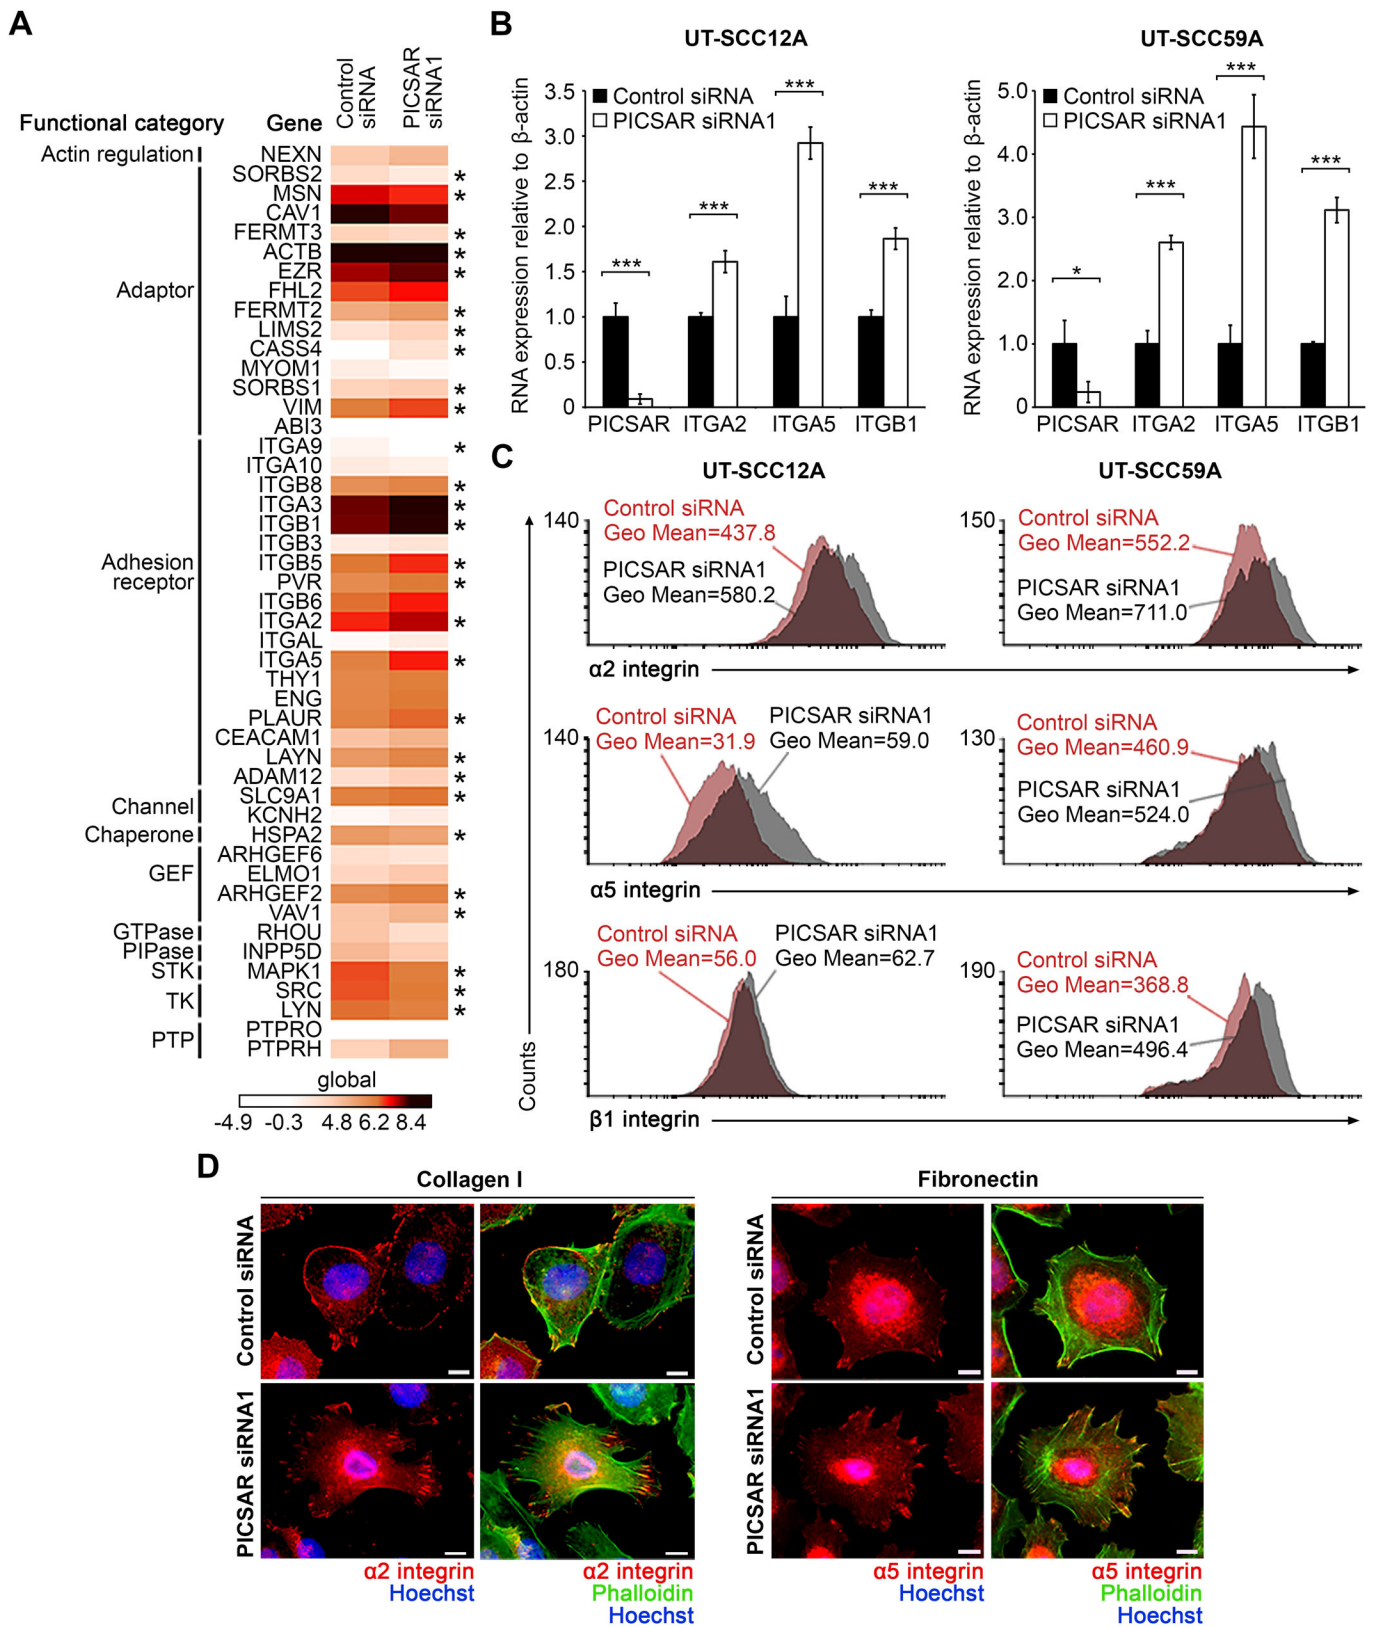 A
Control siRNA
PICSAR siRNA1
Functional category
Gene
Actin regulation
NEXN
SORBS2 *
MSN *
CAV1
FERMT3 *
ACTB *
EZR *
Adaptor
FHL2
FERMT2 *
LIMS2 *
CASS4 *
MYOM1
SORBS1 *
VIM *
ABI3
ITGA9 *
ITGA10
ITGB8 *
ITGA3 *
ITGB1 *
ITGB3
Adhesion
receptor
ITGB5 *
PVR *
ITGB6
ITGA2 *
ITGAL
ITGA5 *
THY1
ENG
PLAUR *
CEACAM1
LAYN *
ADAM12 *
Channel
SLC9A1 *
KCNH2
Chaperone
HSPA2 *
GEF
ARHGEF6
ELMO1
ARHGEF2 *
VAV1 *
GTPase
RHOU
PIPase
INPP5D
STK
MAPK1 *
TK
SRC *
LYN *
PTP
PTPRO
PTPRH
global
-4.9 -0.3 4.8 6.2 8.4
B
UT-SCC12A
RNA expression relative to β-actin
3.5
3.0
2.5
2.0
1.5
1.0
0.5
0
Control siRNA
PICSAR siRNA1
*** *** *** ***
PICSAR ITGA2 ITGA5 ITGB1
UT-SCC59A
RNA expression relative to β-actin
5.0
4.0
3.0
2.0
1.0
0
Control siRNA
PICSAR siRNA1
* *** *** ***
PICSAR ITGA2 ITGA5 ITGB1
C
UT-SCC12A
UT-SCC59A
Counts
140
Control siRNA
Geo Mean=437.8
PICSAR siRNA1
Geo Mean=580.2
150
Control siRNA
Geo Mean=552.2
PICSAR siRNA1
Geo Mean=711.0
α2 integrin
140
Control siRNA
Geo Mean=31.9
PICSAR siRNA1
Geo Mean=59.0
130
Control siRNA
Geo Mean=460.9
PICSAR siRNA1
Geo Mean=524.0
α5 integrin
180
Control siRNA
Geo Mean=56.0
PICSAR siRNA1
Geo Mean=62.7
190
Control siRNA
Geo Mean=368.8
PICSAR siRNA1
Geo Mean=496.4
β1 integrin
D
Collagen I
Fibronectin
Control siRNA
PICSAR siRNA1
Control siRNA
PICSAR siRNA1
α2 integrin
Hoechst
α2 integrin
Phalloidin
Hoechst
α5 integrin
Hoechst
α5 integrin
Phalloidin
Hoechst